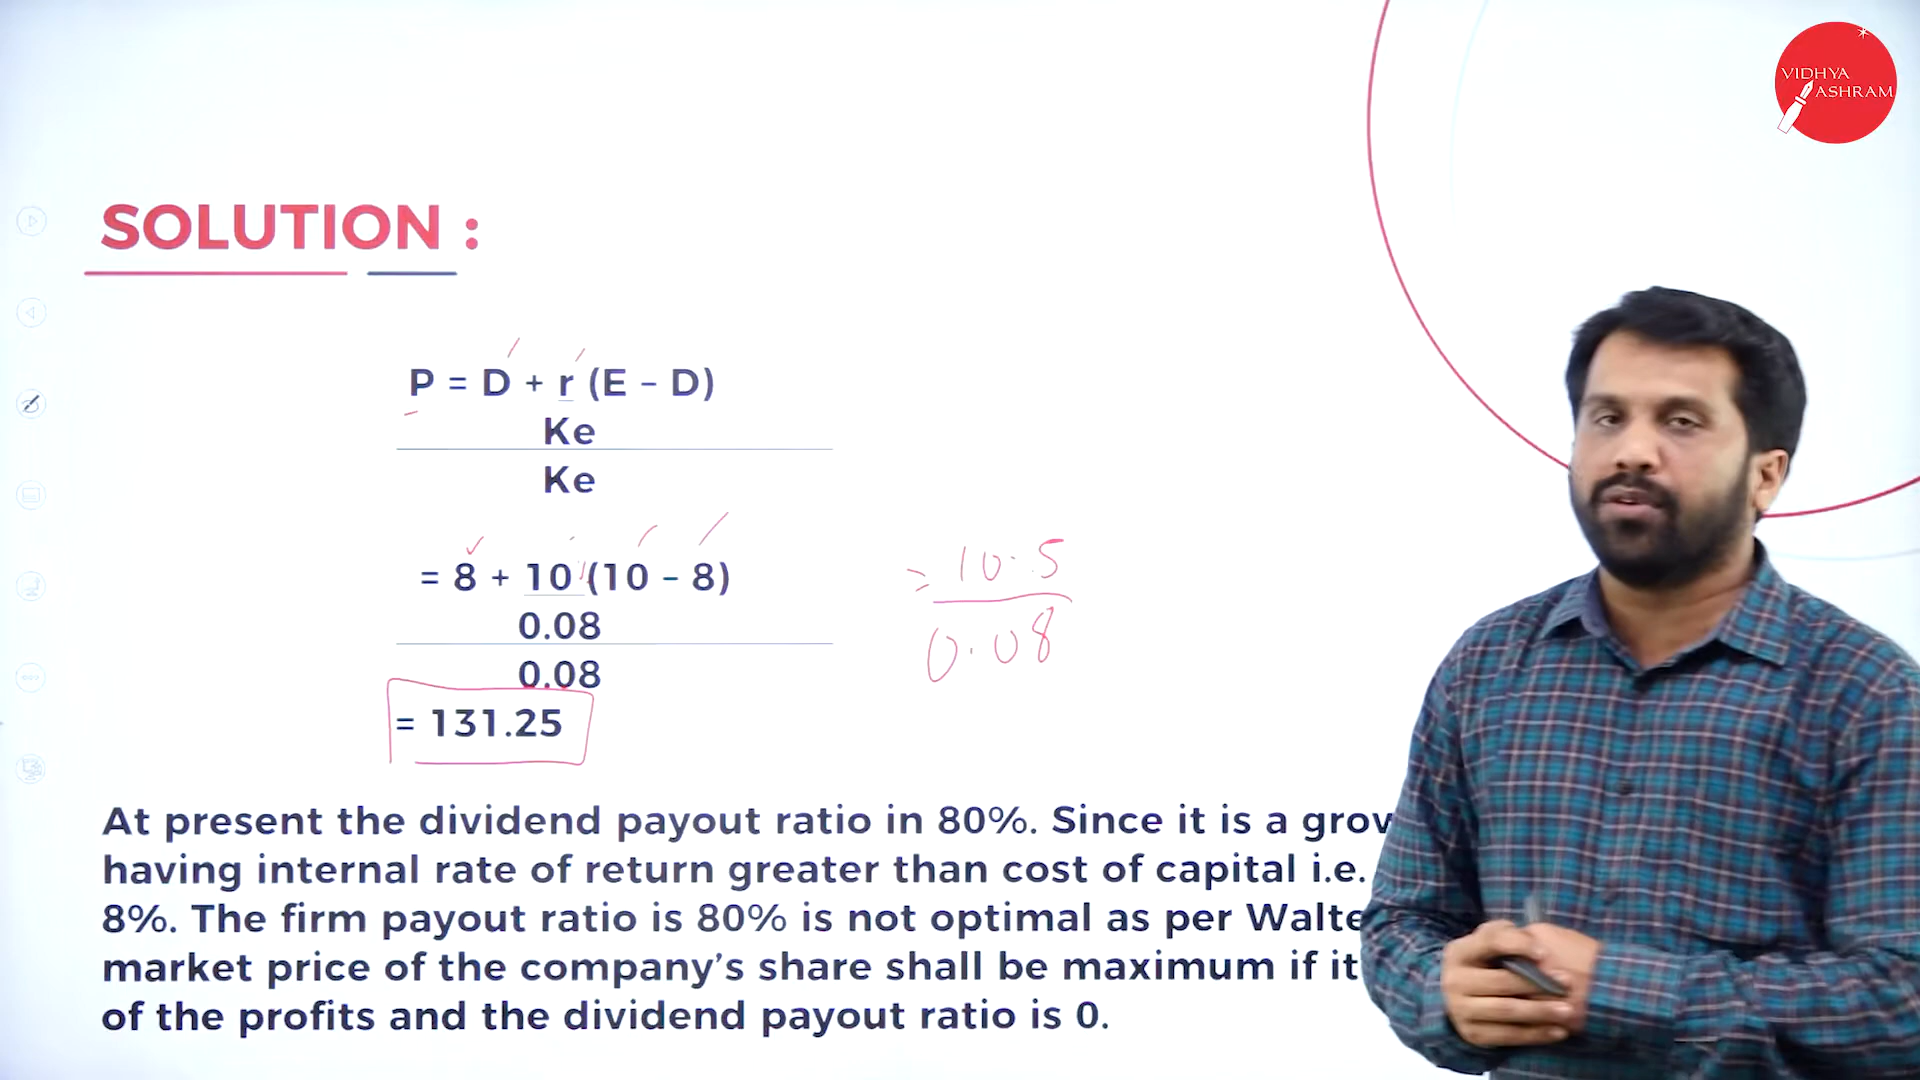 VIDHYA
ASHRAM
SOLUTION :
P = D + r (E - D)
Ke
Ke
= 8 + 10 (10 - 8)
0.08
0.08
= 131.25
= 10.5
0.08
At present the dividend payout ratio in 80%. Since it is a grow
having internal rate of return greater than cost of capital i.e.
8%. The firm payout ratio is 80% is not optimal as per Walte
market price of the company's share shall be maximum if it
of the profits and the dividend payout ratio is 0.